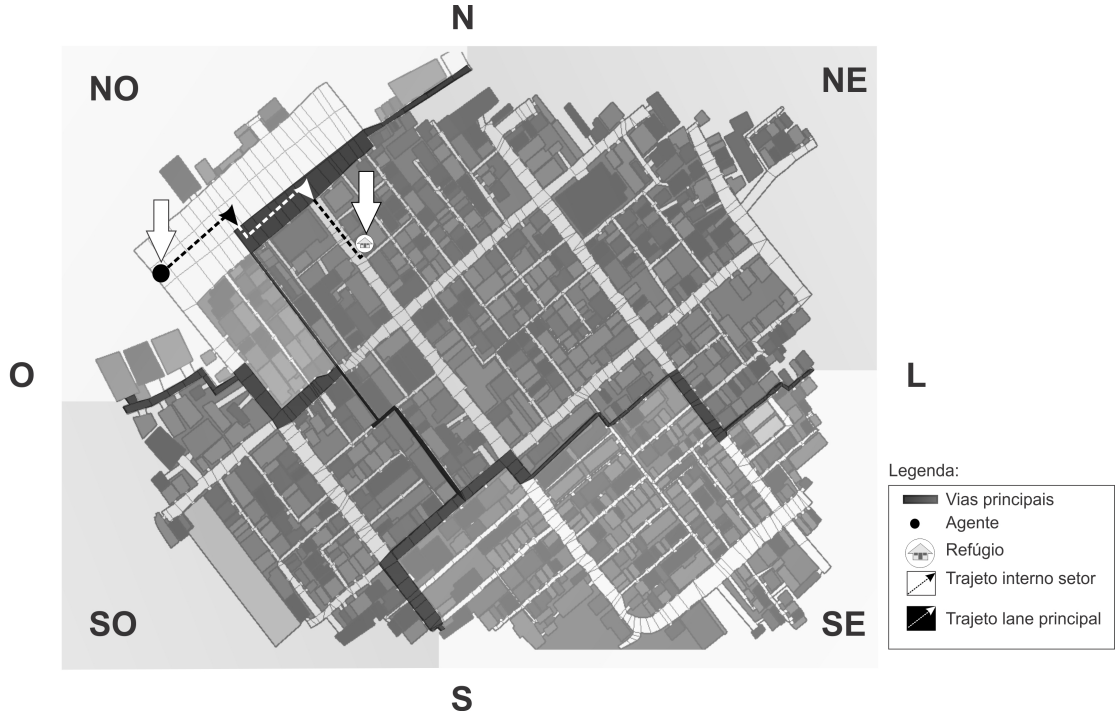 N
NO
NE
O
L
SO
SE
S
Legenda:
Vias principais
Agente
Refúgio
Trajeto interno setor
Trajeto lane principal